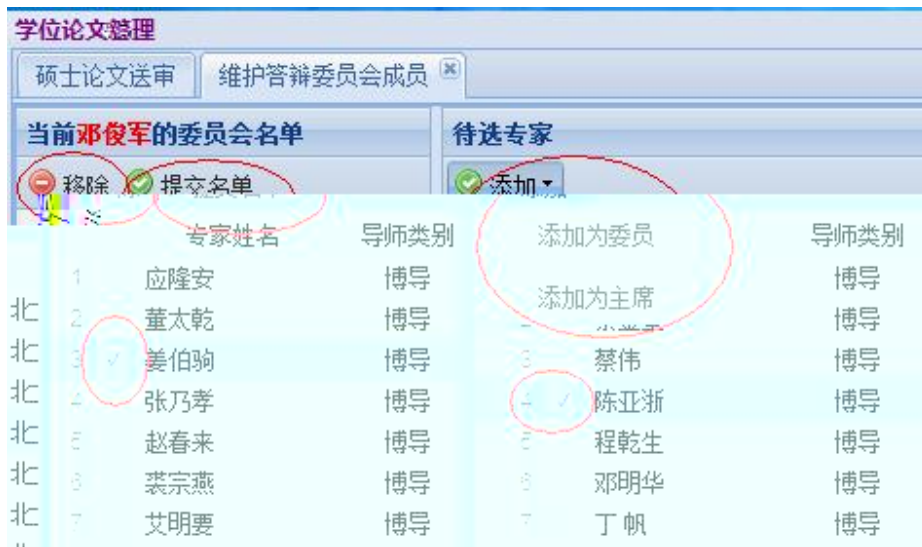 学位论文整理
硕士论文送审 维护答辩委员会成员
当前邓俊军的委员会名单 待选专家
移除 提交名单 添加
专家姓名 导师类别 添加为委员 导师类别
1 应隆安 博导 博导
添加为主席
北 2 董太乾 博导 博导
北 3 ✓ 姜伯驹 博导 3 蔡伟 博导
北 4 张乃孝 博导 4 ✓ 陈亚浙 博导
北 5 赵春来 博导 5 程乾生 博导
北 6 裘宗燕 博导 6 邓明华 博导
北 7 艾明要 博导 7 丁帆 博导